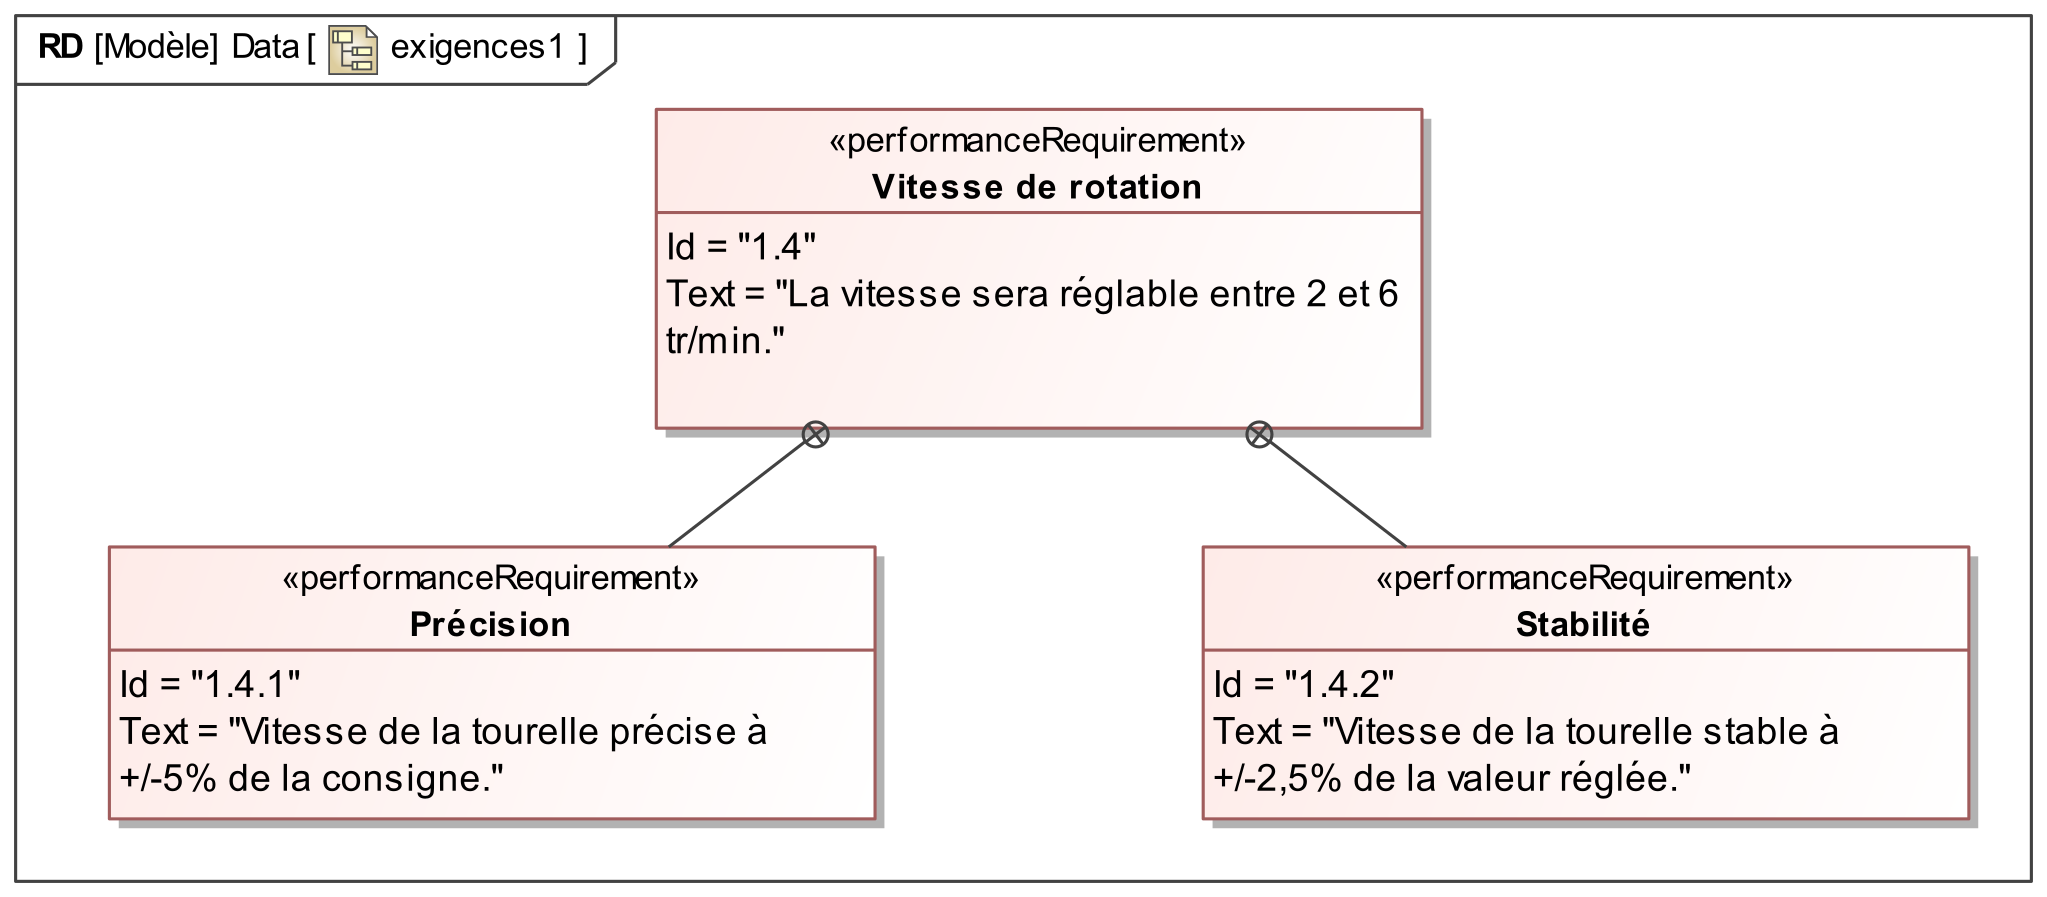 RD [Modèle] Data [ exigences1 ]
«performanceRequirement»
Vitesse de rotation
Id = "1.4"
Text = "La vitesse sera réglable entre 2 et 6
tr/min."
«performanceRequirement»
Précision
Id = "1.4.1"
Text = "Vitesse de la tourelle précise à
+/-5% de la consigne."
«performanceRequirement»
Stabilité
Id = "1.4.2"
Text = "Vitesse de la tourelle stable à
+/-2,5% de la valeur réglée."